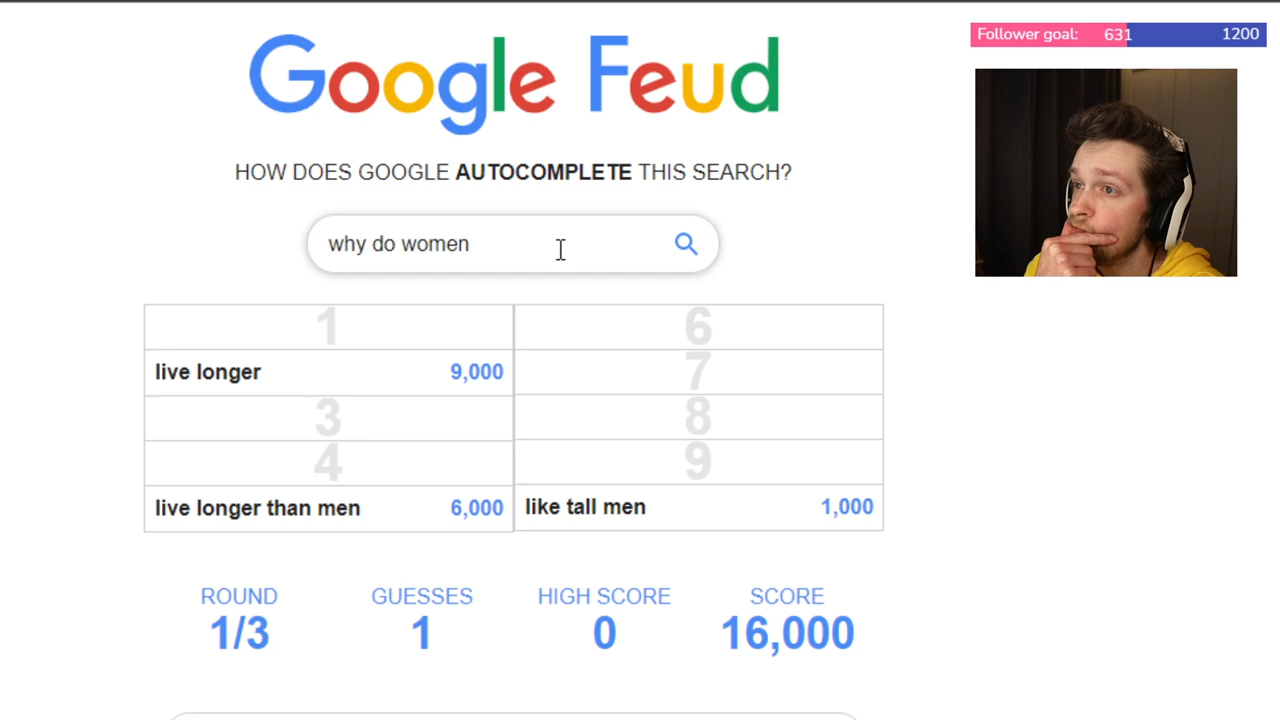 Follower goal: 631 1200
Google Feud
HOW DOES GOOGLE AUTOCOMPLETE THIS SEARCH?
why do women
1
live longer 9,000
3
4
live longer than men 6,000
6
7
8
9
like tall men 1,000
ROUND GUESSES HIGH SCORE SCORE
1/3 1 0 16,000